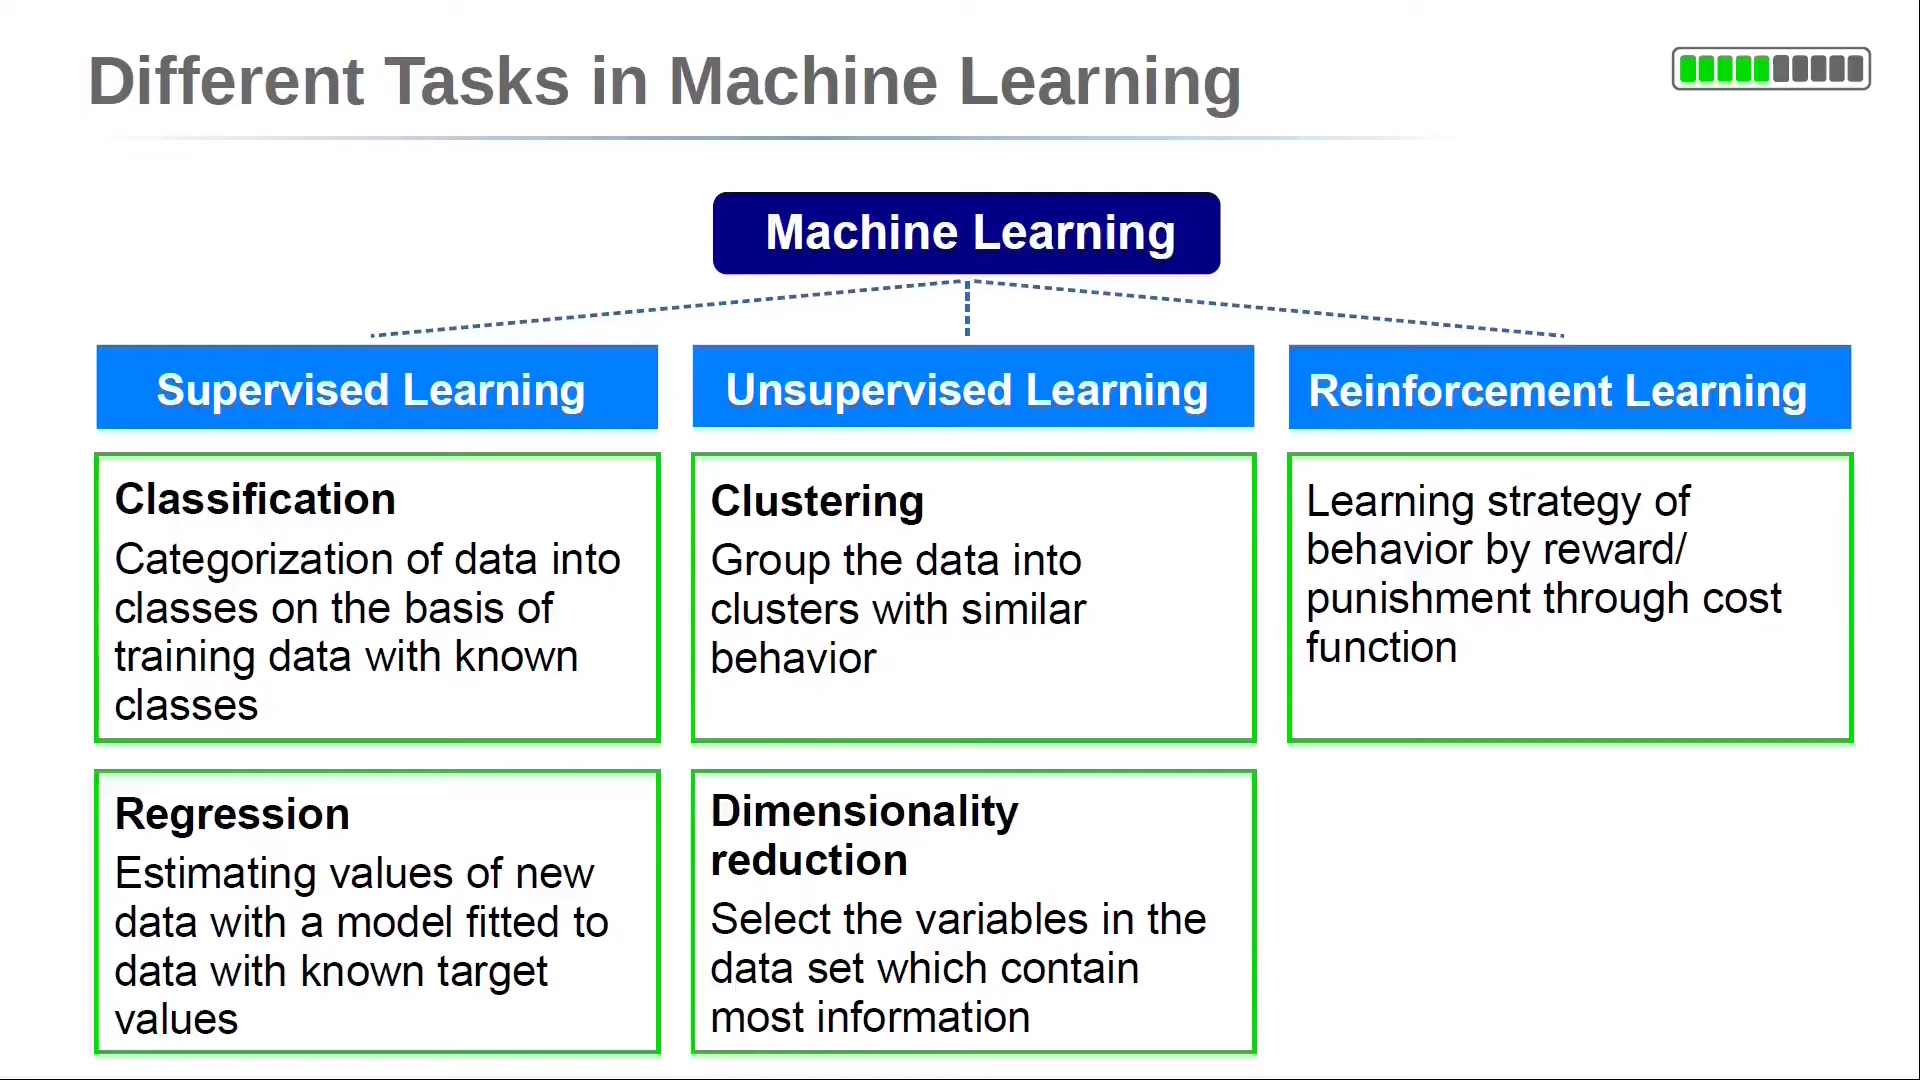 Different Tasks in Machine Learning
Machine Learning
Supervised Learning
Unsupervised Learning
Reinforcement Learning
Classification
Categorization of data into
classes on the basis of
training data with known
classes
Clustering
Group the data into
clusters with similar
behavior
Learning strategy of
behavior by reward/
punishment through cost
function
Regression
Estimating values of new
data with a model fitted to
data with known target
values
Dimensionality
reduction
Select the variables in the
data set which contain
most information